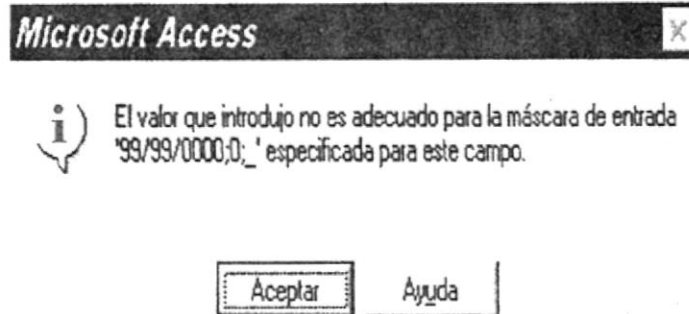 Microsoft Access
El valor que introdujo no es adecuado para la máscara de entrada
'99/99/0000;0;_' especificada para este campo.
Aceptar
Ayuda